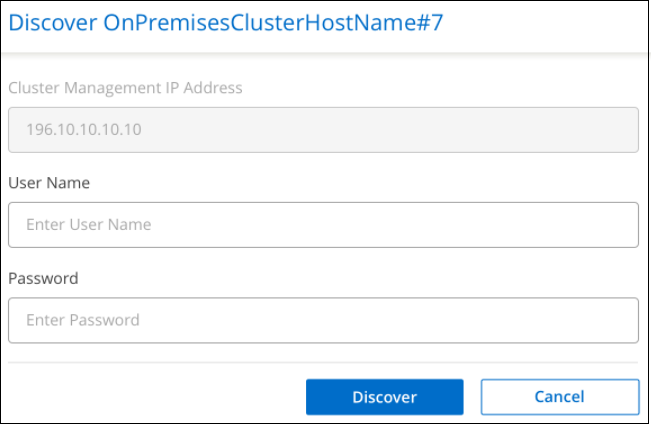 Discover OnPremisesClusterHostName#7
Cluster Management IP Address
196.10.10.10.10
User Name
Enter User Name
Password
Enter Password
Discover
Cancel